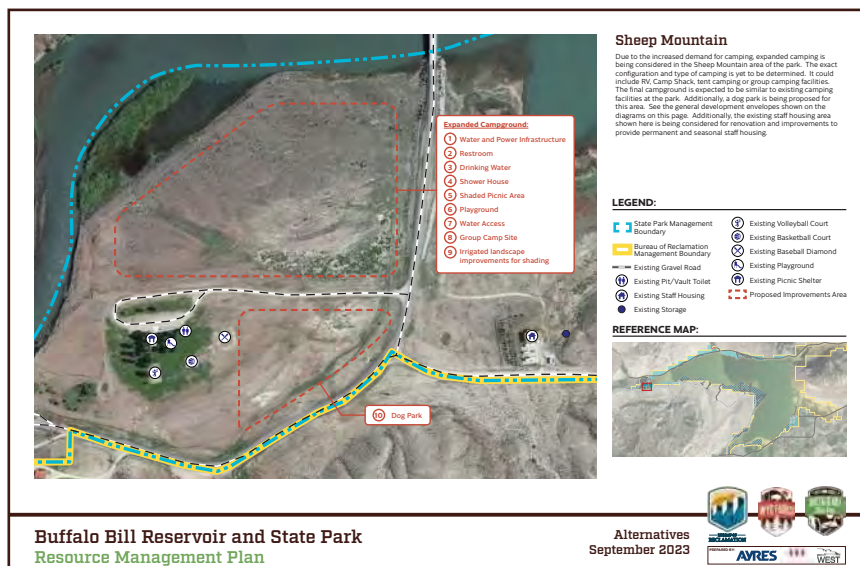 Sheep Mountain
Due to the increased demand for camping, expanded camping is
being considered in the Sheep Mountain area of the park. The exact
configuration and type of camping is yet to be determined. It could
include RV, Camp Shack, tent camping or group camping facilities.
The final campground is expected to be similar to existing camping
facilities at the park. Additionally, a dog park is being proposed for
this area. See the general development envelopes shown on the
diagrams on this page. Additionally, the existing staff housing area
shown here is being considered for renovation and improvements to
provide permanent and seasonal staff housing.
Expanded Campground:
1 Water and Power Infrastructure
2 Restroom
3 Drinking Water
4 Shower House
5 Shaded Picnic Area
6 Playground
7 Water Access
8 Group Camp Site
9 Irrigated landscape
improvements for shading
10 Dog Park
LEGEND:
State Park Management
Boundary
Bureau of Reclamation
Management Boundary
Existing Gravel Road
Existing Pit/Vault Toilet
Existing Staff Housing
Existing Storage
Existing Volleyball Court
Existing Basketball Court
Existing Baseball Diamond
Existing Playground
Existing Picnic Shelter
Proposed Improvements Area
REFERENCE MAP:
Buffalo Bill Reservoir and State Park
Resource Management Plan
Alternatives
September 2023
RECLAMATION
PREPARED BY:
AYRES
WEST